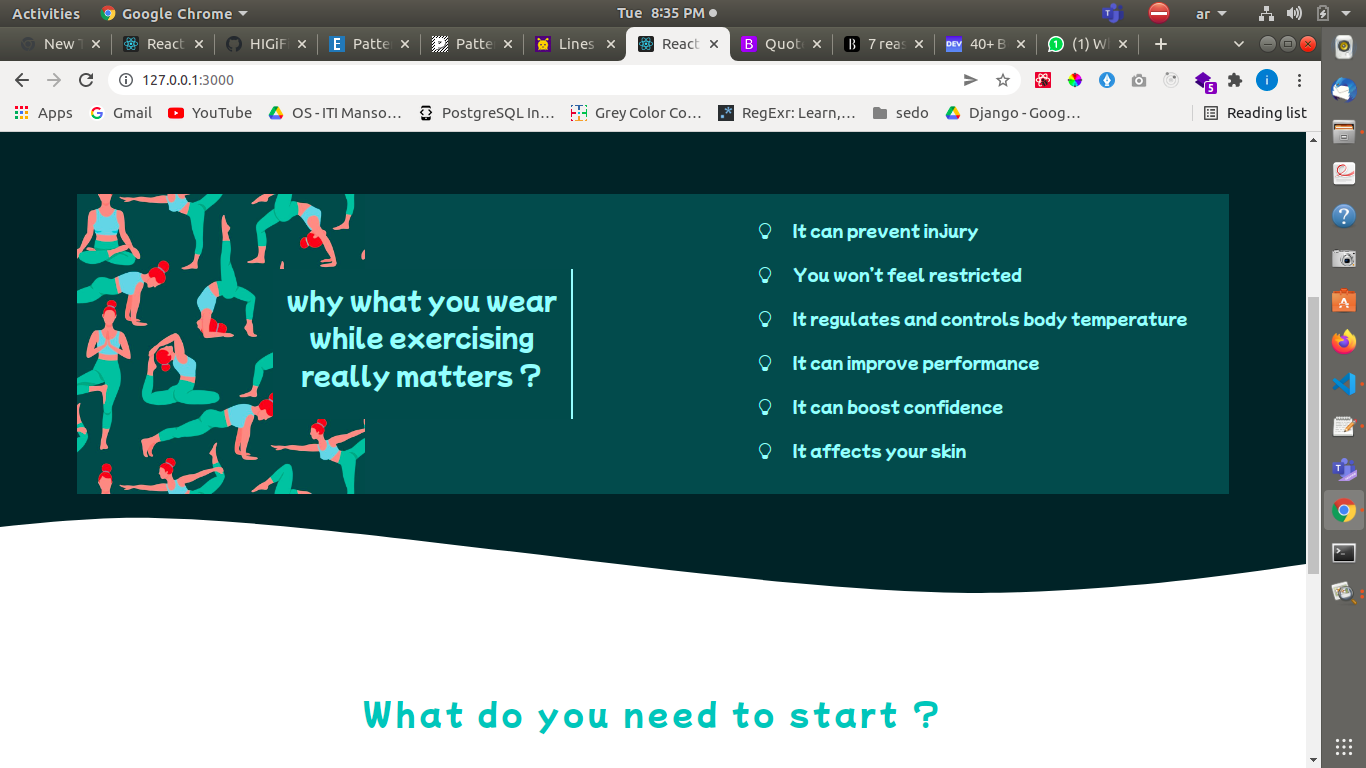 Activities
Google Chrome
Tue 8:35 PM
ar
New T
React
HIGiF
Patte
Patte
Lines
React
Quot
7 reas
40+ B
(1) W
127.0.0.1:3000
5
i
Apps
Gmail
YouTube
OS - ITI Manso…
PostgreSQL In…
Grey Color Co…
RegExr: Learn,…
sedo
Django - Goog…
Reading list
why what you wear
while exercising
really matters ?
It can prevent injury
You won't feel restricted
It regulates and controls body temperature
It can improve performance
It can boost confidence
It affects your skin
What do you need to start ?